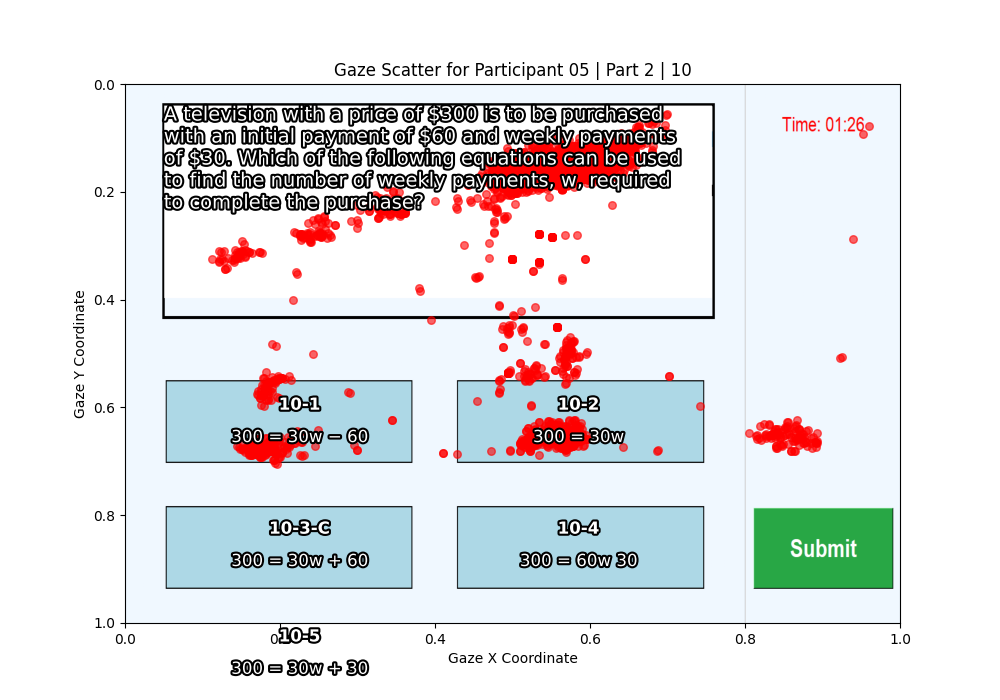 Gaze Scatter for Participant 05 | Part 2 | 10
A television with a price of $300 is to be purchased
with an initial payment of $60 and weekly payments
of $30. Which of the following equations can be used
to find the number of weekly payments, w, required
to complete the purchase?
Time: 01:26
10-1
300 = 30w − 60
10-2
300 = 30w
10-3-C
300 = 30w + 60
10-4
300 = 60w 30
Submit
10-5
300 = 30w + 30
Gaze Y Coordinate
0.0
0.2
0.4
0.6
0.8
1.0
0.0 0.2 0.4 0.6 0.8 1.0
Gaze X Coordinate